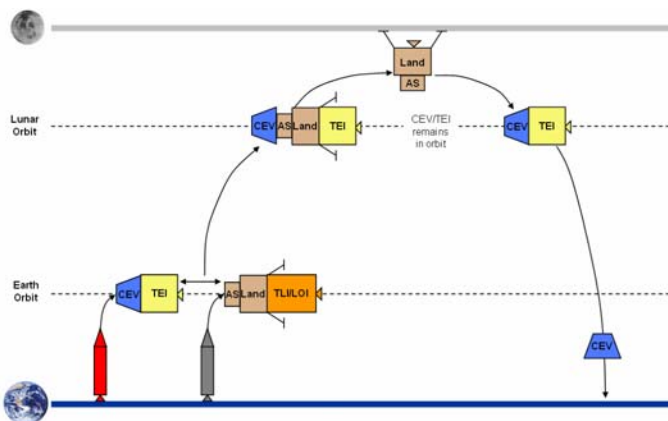 Land
AS
Lunar
Orbit
CEV
AS
Land
TEI
CEV/TEI
remains
in orbit
CEV
TEI
Earth
Orbit
CEV
TEI
AS
Land
TLI/LOI
CEV